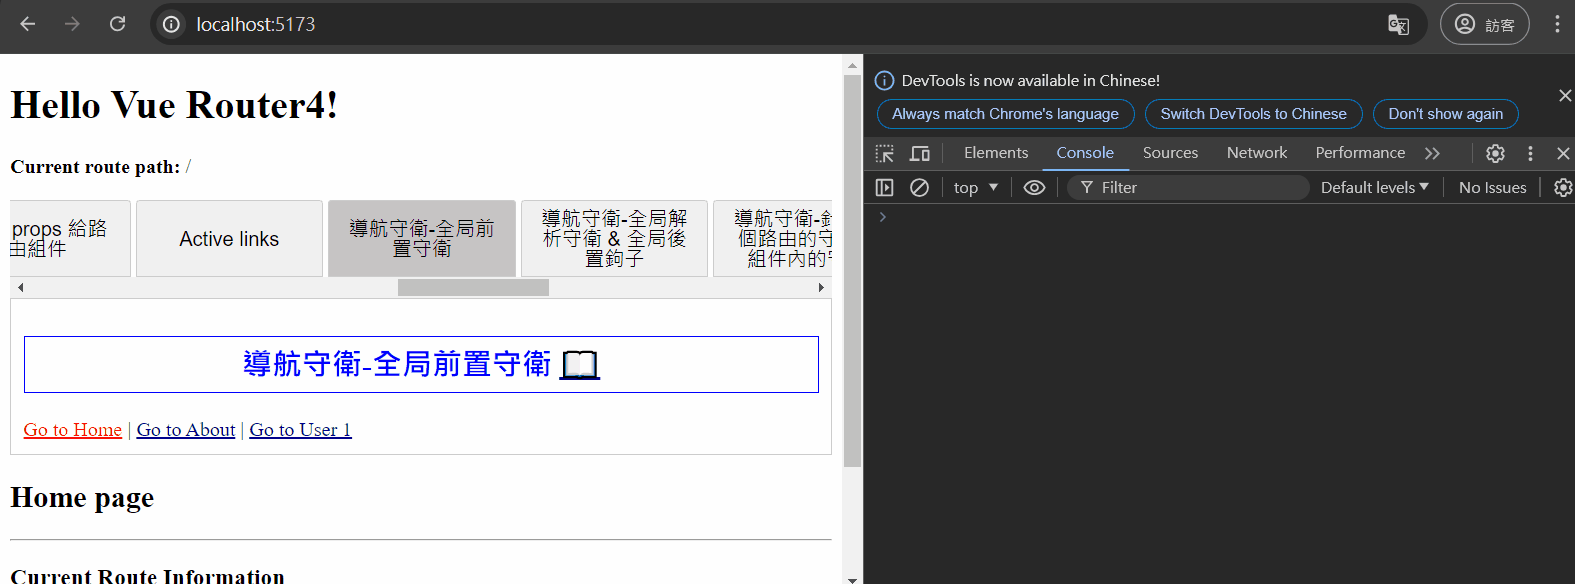 localhost:5173
訪客
Hello Vue Router4!
Current route path: /
props 給路
由組件
Active links
導航守衛-全局前
置守衛
導航守衛-全局解
析守衛 & 全局後
置鉤子
導航守衛-
個路由的守
組件內的
導航守衛-全局前置守衛 📖
Go to Home | Go to About | Go to User 1
Home page
Current Route Information
DevTools is now available in Chinese!
Always match Chrome's language
Switch DevTools to Chinese
Don't show again
Elements
Console
Sources
Network
Performance
top
Filter
Default levels
No Issues